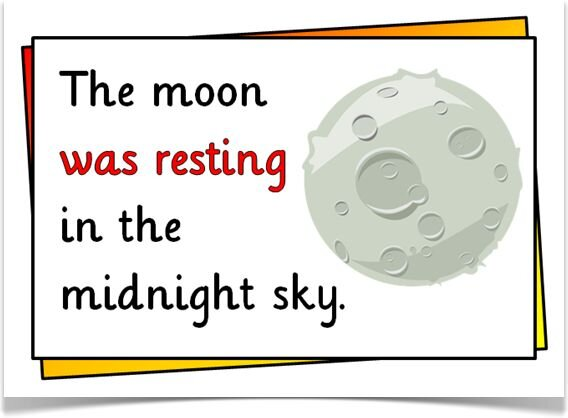 The moon
was resting
in the
midnight sky.